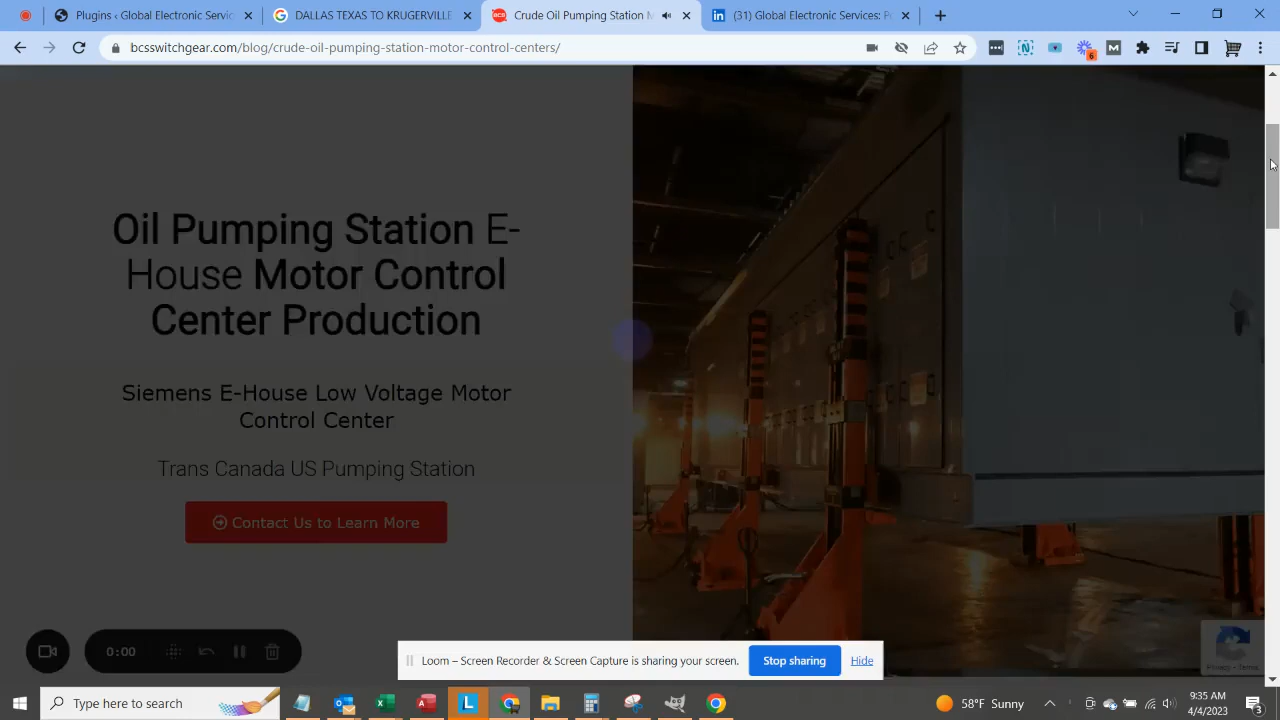 Plugins ‹ Global Electronic Servic
DALLAS TEXAS TO KRUGERVILLE
Crude Oil Pumping Station M
(31) Global Electronic Services: P
bcsswitchgear.com/blog/crude-oil-pumping-station-motor-control-centers/
6
Oil Pumping Station E-
House Motor Control
Center Production
Siemens E-House Low Voltage Motor
Control Center
Trans Canada US Pumping Station
Contact Us to Learn More
0:00
Loom – Screen Recorder & Screen Capture is sharing your screen.
Stop sharing
Hide
Privacy - Terms
Type here to search
58°F Sunny
9:35 AM
4/4/2023
3